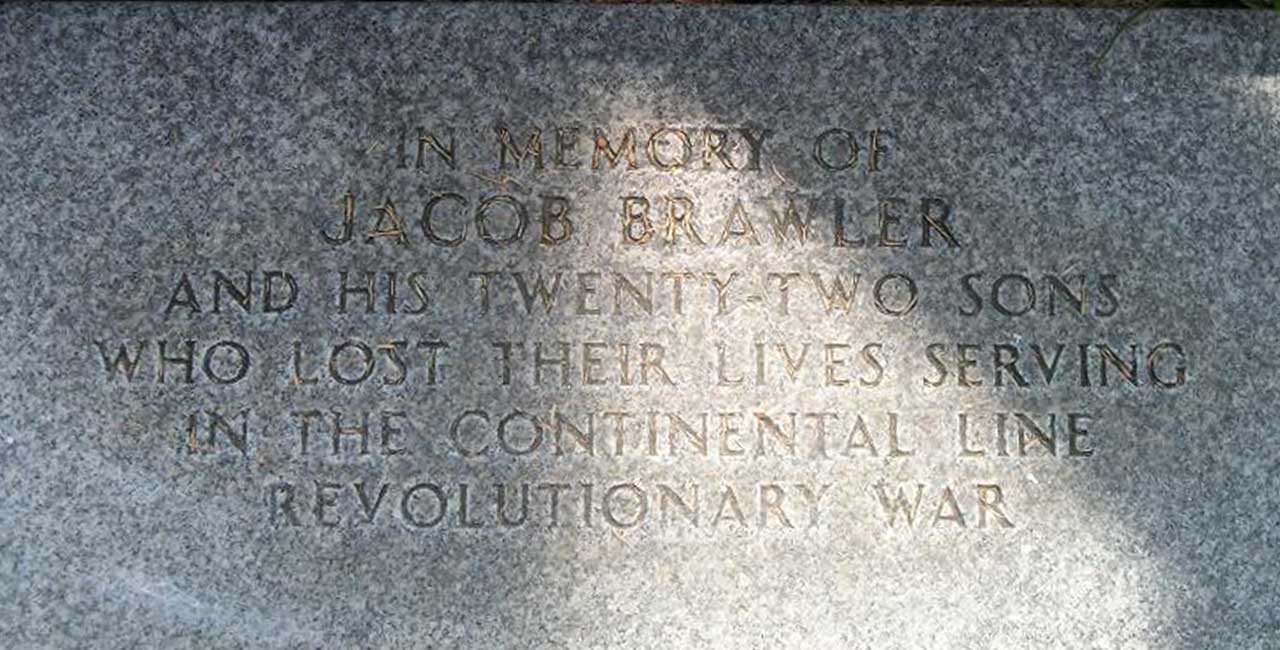 IN MEMORY OF
JACOB BRAWLER
AND HIS TWENTY-TWO SONS
WHO LOST THEIR LIVES SERVING
IN THE CONTINENTAL LINE
REVOLUTIONARY WAR